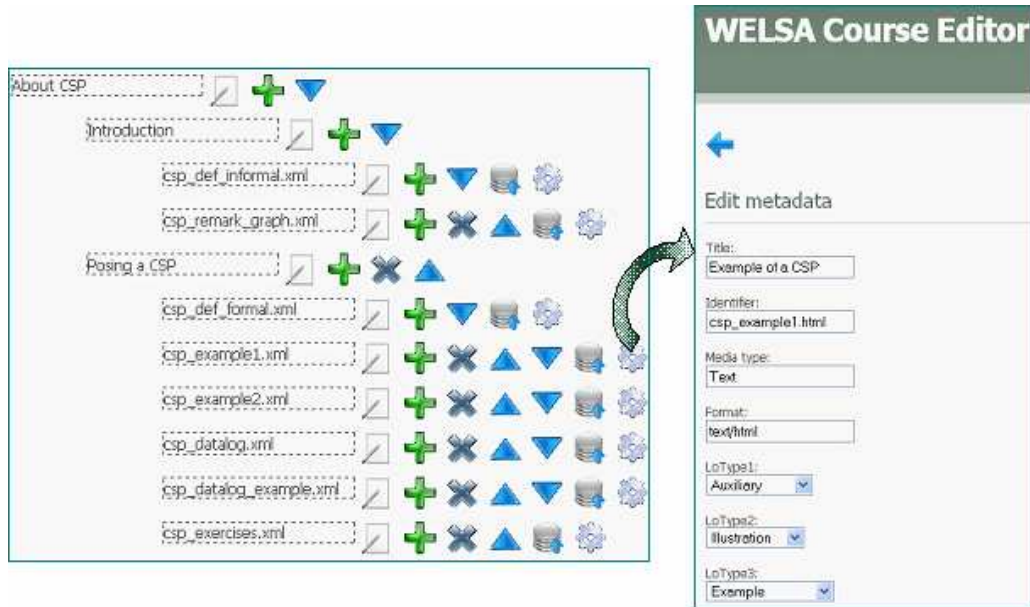 About CSP
Introduction
csp_def_informal.xml
csp_remark_graph.xml
Posing a CSP
csp_def_formal.xml
csp_example1.xml
csp_example2.xml
csp_datalog.xml
csp_datalog_example.xml
csp_exercises.xml
WELSA Course Editor
Edit metadata
Title:
Example of a CSP
Identifer:
csp_example1.html
Media type:
Text
Format:
text/html
LoType1:
Auxiliary
LoType2:
Illustration
LoType3:
Example